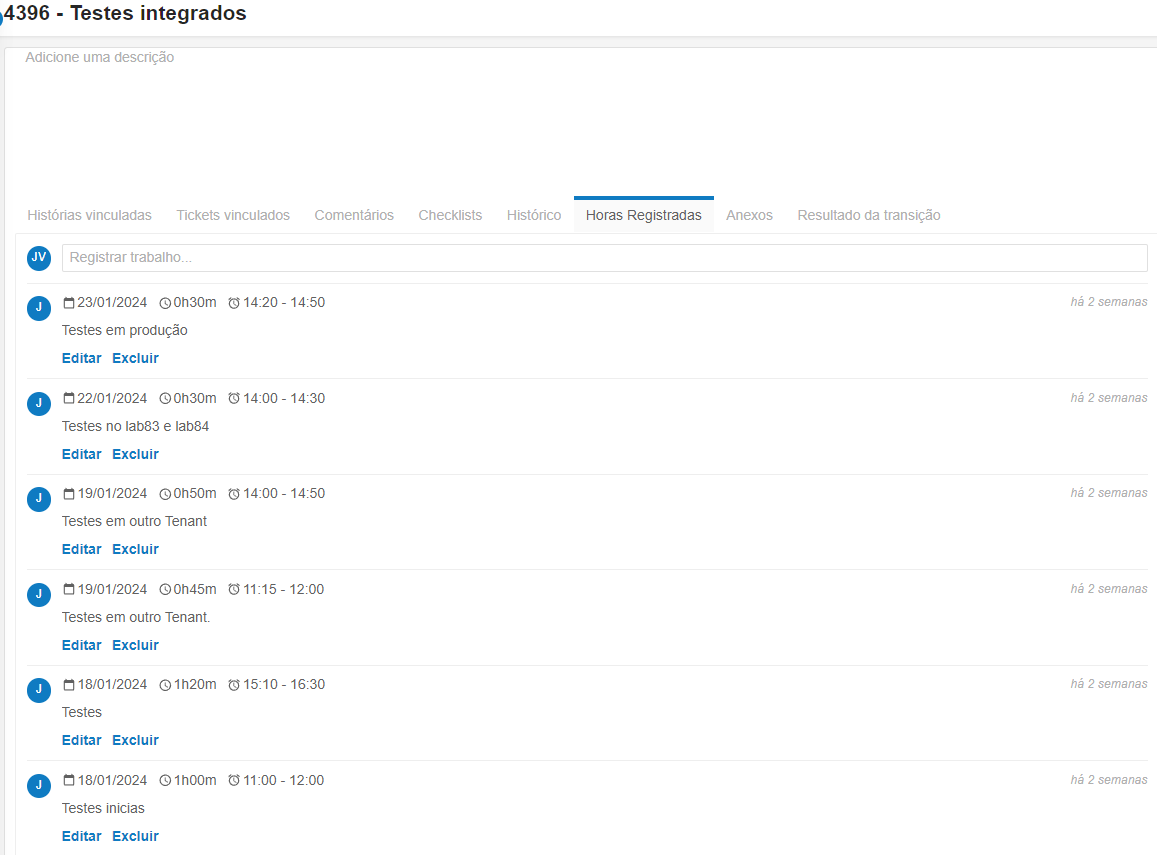 4396 - Testes integrados
Adicione uma descrição
Histórias vinculadas Tickets vinculados Comentários Checklists Histórico Horas Registradas Anexos Resultado da transição
JV Registrar trabalho...
J 23/01/2024 0h30m 14:20 - 14:50 há 2 semanas
Testes em produção
Editar Excluir
J 22/01/2024 0h30m 14:00 - 14:30 há 2 semanas
Testes no lab83 e lab84
Editar Excluir
J 19/01/2024 0h50m 14:00 - 14:50 há 2 semanas
Testes em outro Tenant
Editar Excluir
J 19/01/2024 0h45m 11:15 - 12:00 há 2 semanas
Testes em outro Tenant.
Editar Excluir
J 18/01/2024 1h20m 15:10 - 16:30 há 2 semanas
Testes
Editar Excluir
J 18/01/2024 1h00m 11:00 - 12:00 há 2 semanas
Testes inicias
Editar Excluir